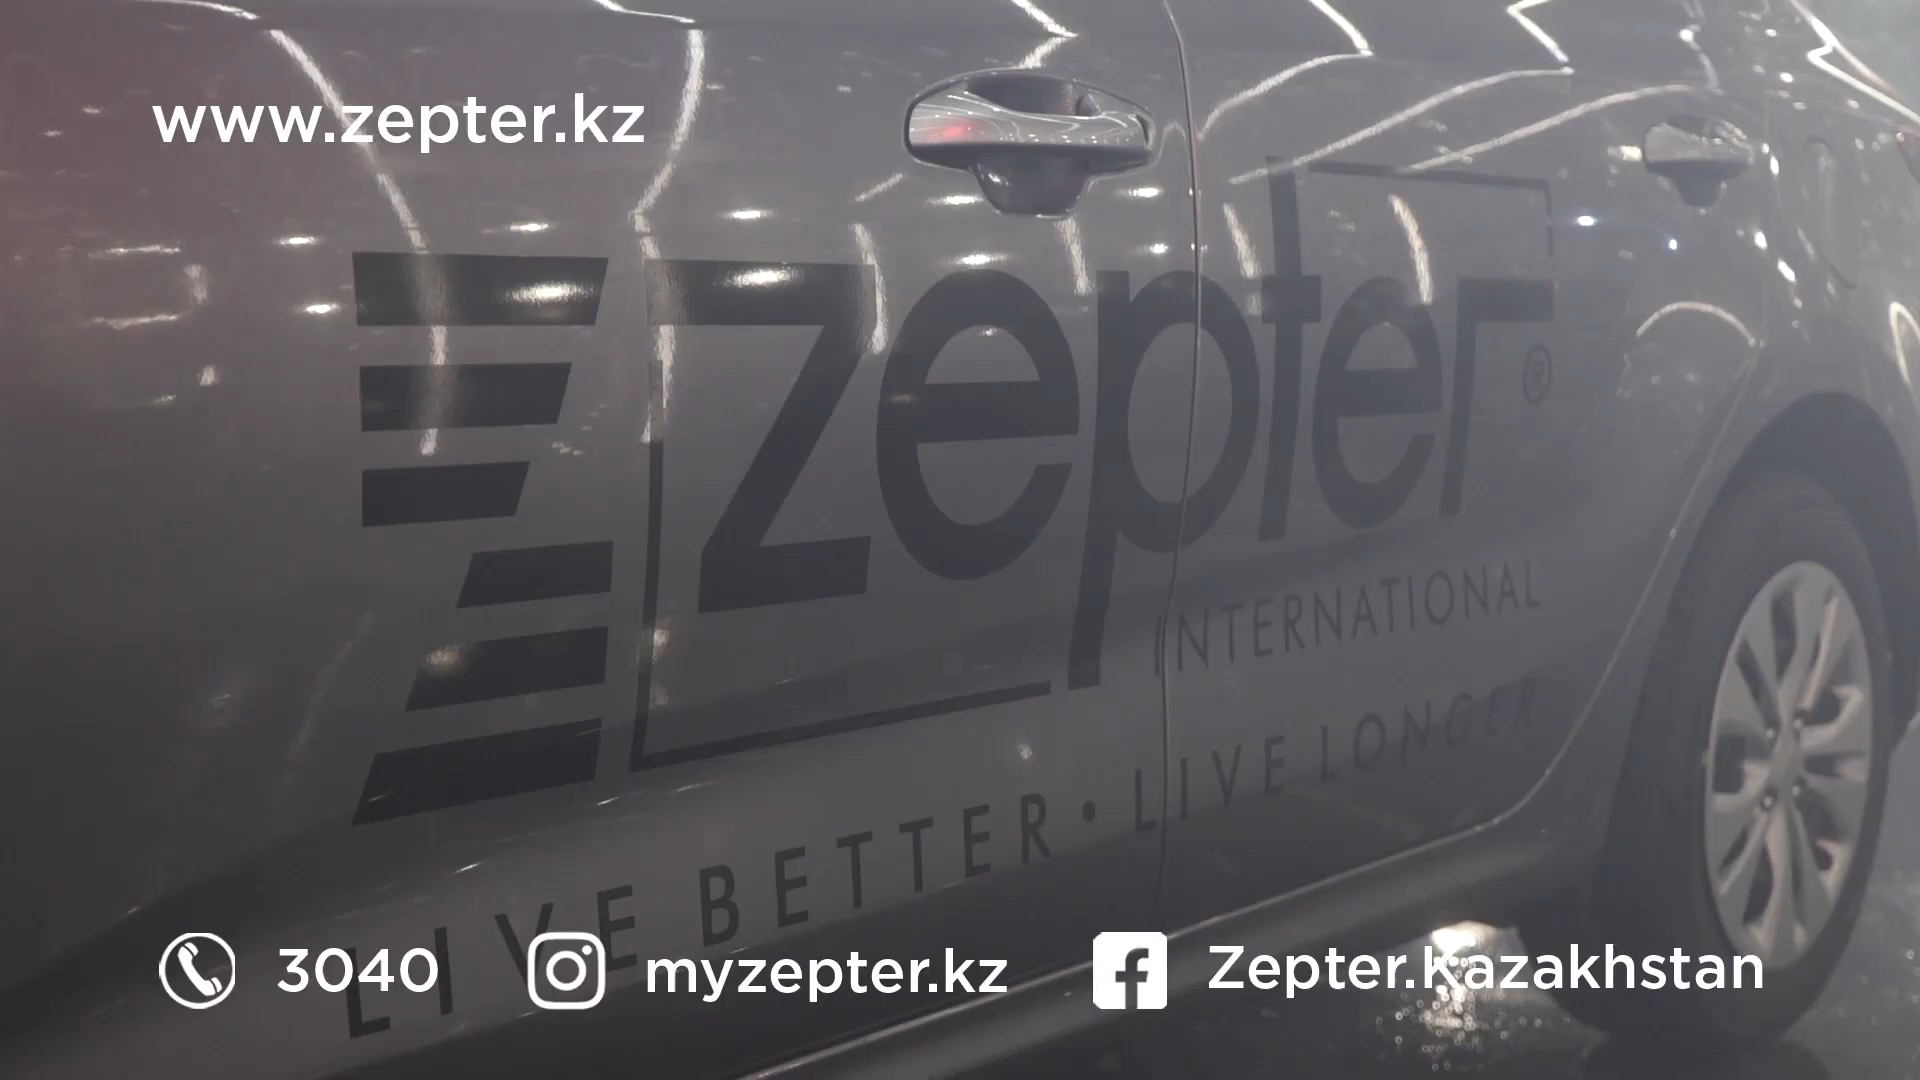 www.zepter.kz
zepter®
INTERNATIONAL
LIVE BETTER • LIVE LONGER
3040 myzepter.kz Zepter.Kazakhstan